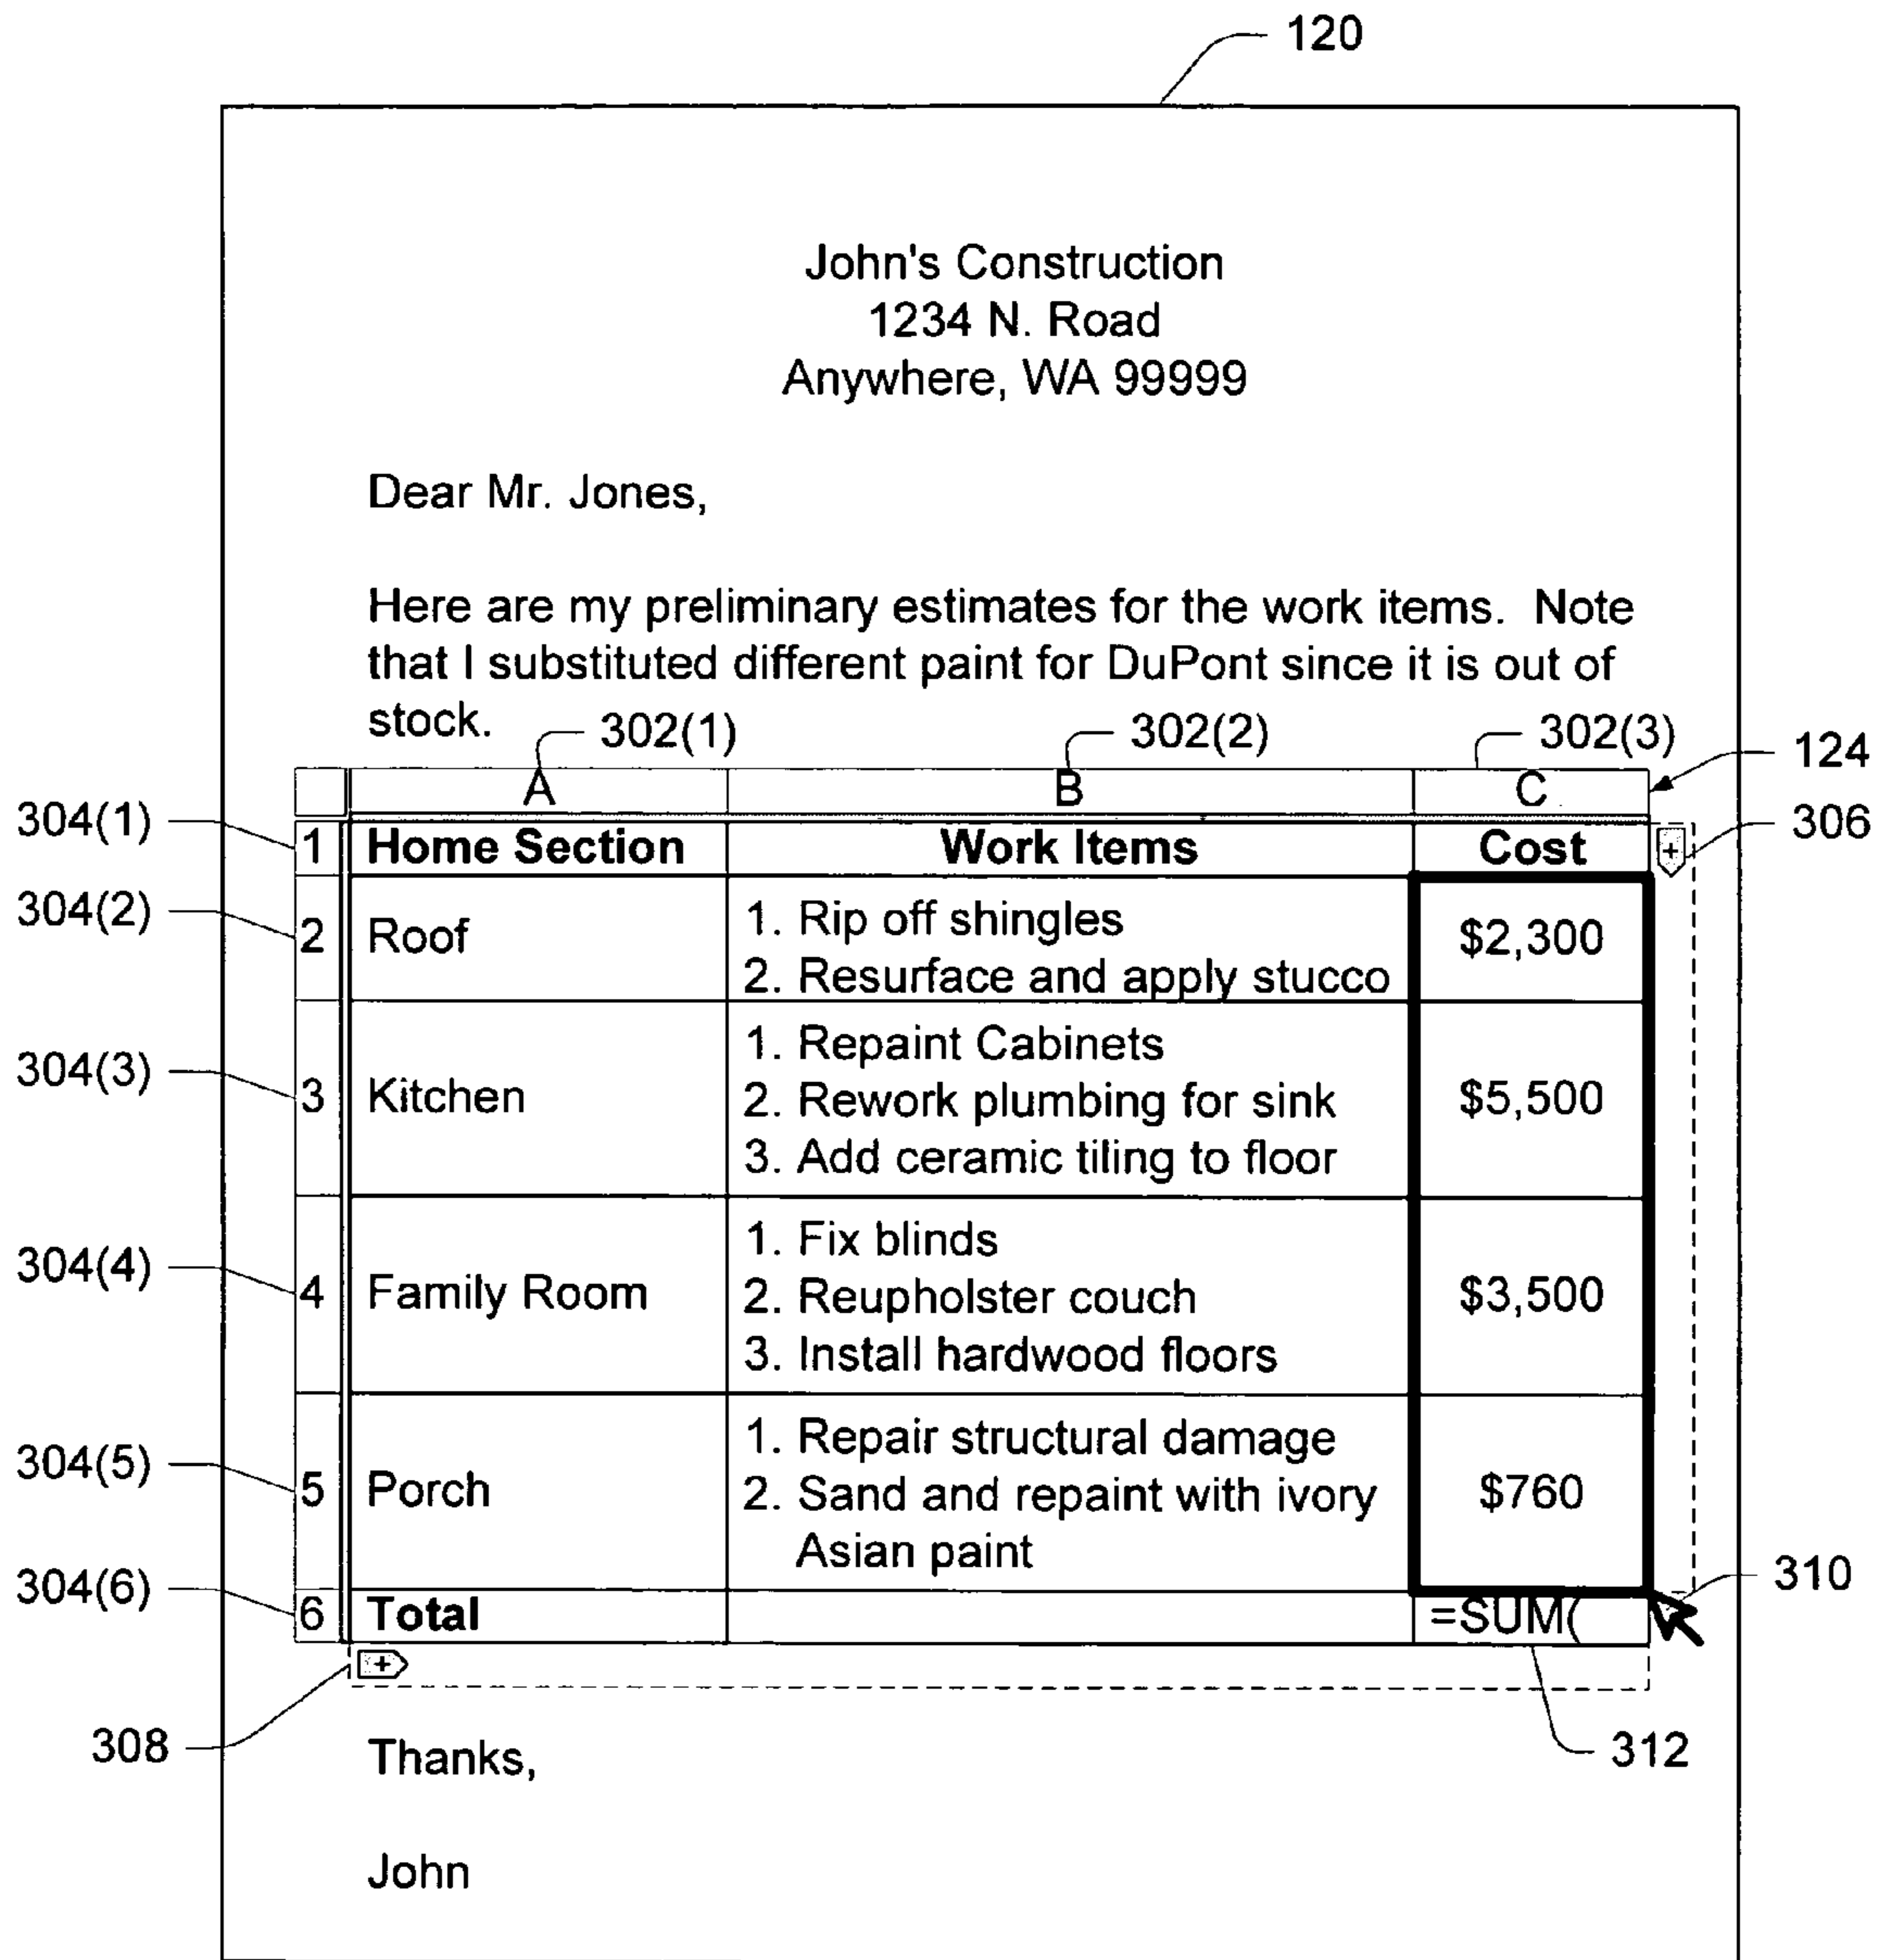 120
John's Construction
1234 N. Road
Anywhere, WA 99999
Dear Mr. Jones,
Here are my preliminary estimates for the work items. Note
that I substituted different paint for DuPont since it is out of
stock.
302(1) 302(2) 302(3)
124
A B C
304(1)
306
1 Home Section Work Items Cost
+
304(2)
2 Roof
1. Rip off shingles
2. Resurface and apply stucco
$2,300
304(3)
3 Kitchen
1. Repaint Cabinets
2. Rework plumbing for sink
3. Add ceramic tiling to floor
$5,500
304(4)
4 Family Room
1. Fix blinds
2. Reupholster couch
3. Install hardwood floors
$3,500
304(5)
5 Porch
1. Repair structural damage
2. Sand and repaint with ivory
Asian paint
$760
304(6)
310
6 Total =SUM(
+
308
312
Thanks,
John